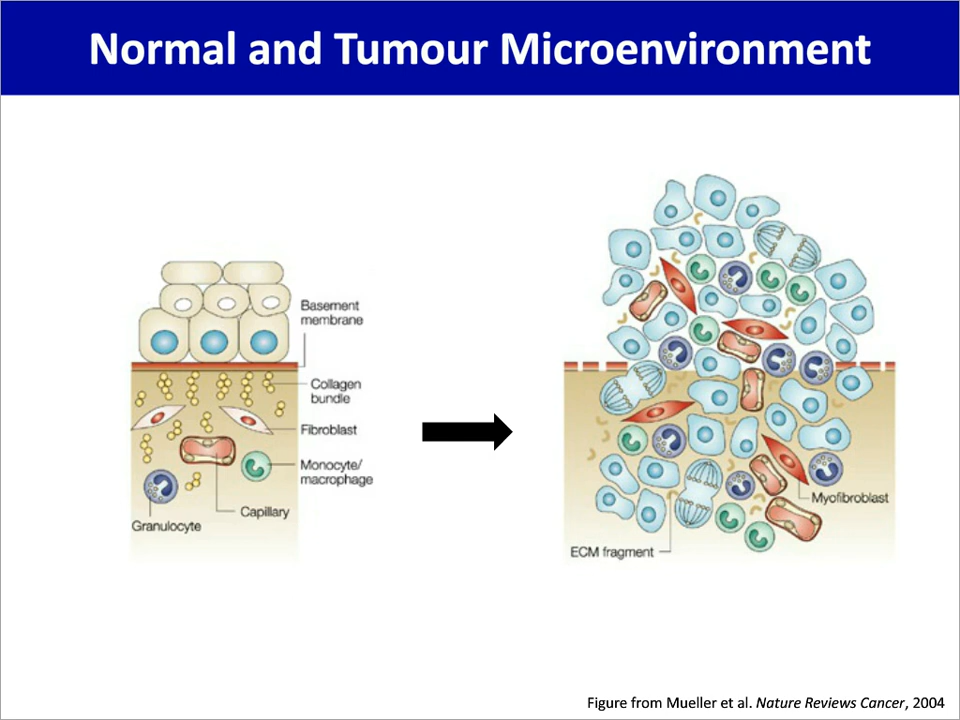 Normal and Tumour Microenvironment
Basement
membrane
Collagen
bundle
Fibroblast
Monocyte/
macrophage
Capillary
Granulocyte
Myofibroblast
ECM fragment
Figure from Mueller et al. Nature Reviews Cancer, 2004